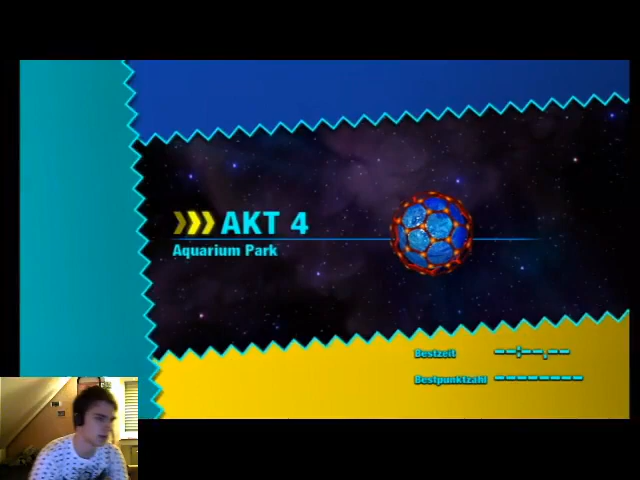 AKT 4
Aquarium Park
Bestzeit --:--,--
Bestpunktzahl --------